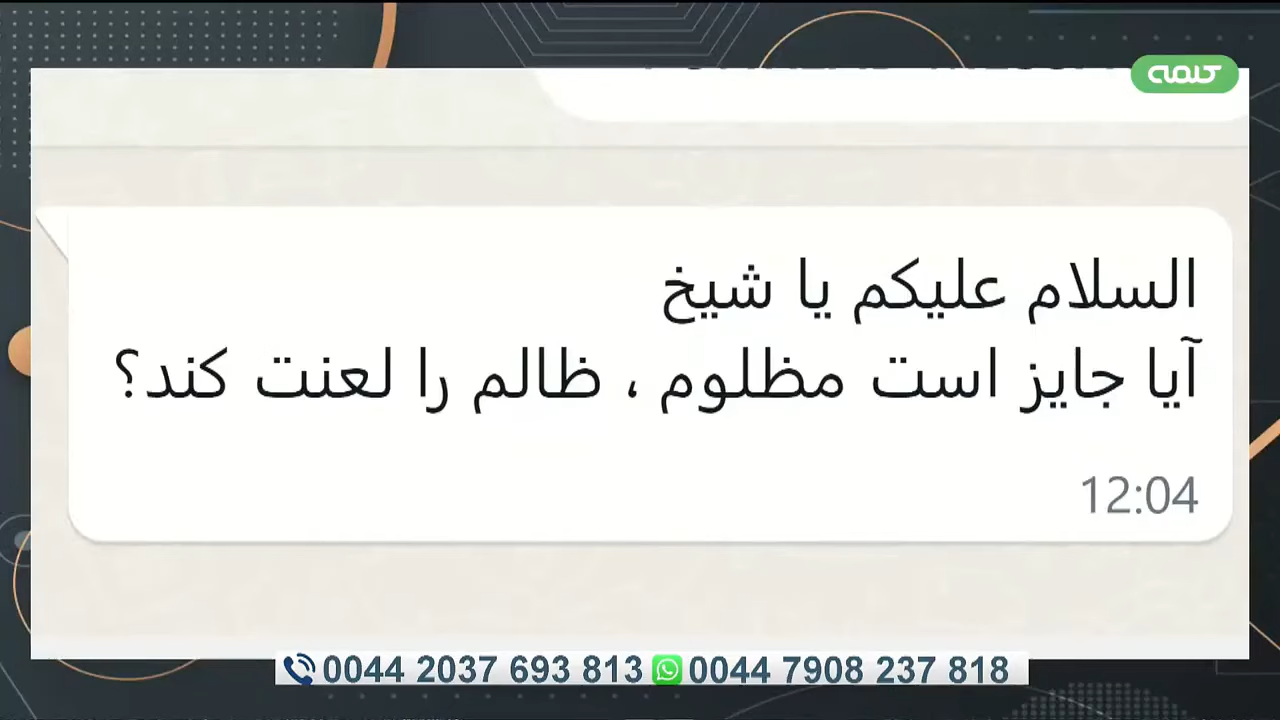 کلمه
السلام علیکم یا شیخ
آیا جایز است مظلوم ، ظالم را لعنت کند؟
12:04
0044 2037 693 813 0044 7908 237 818